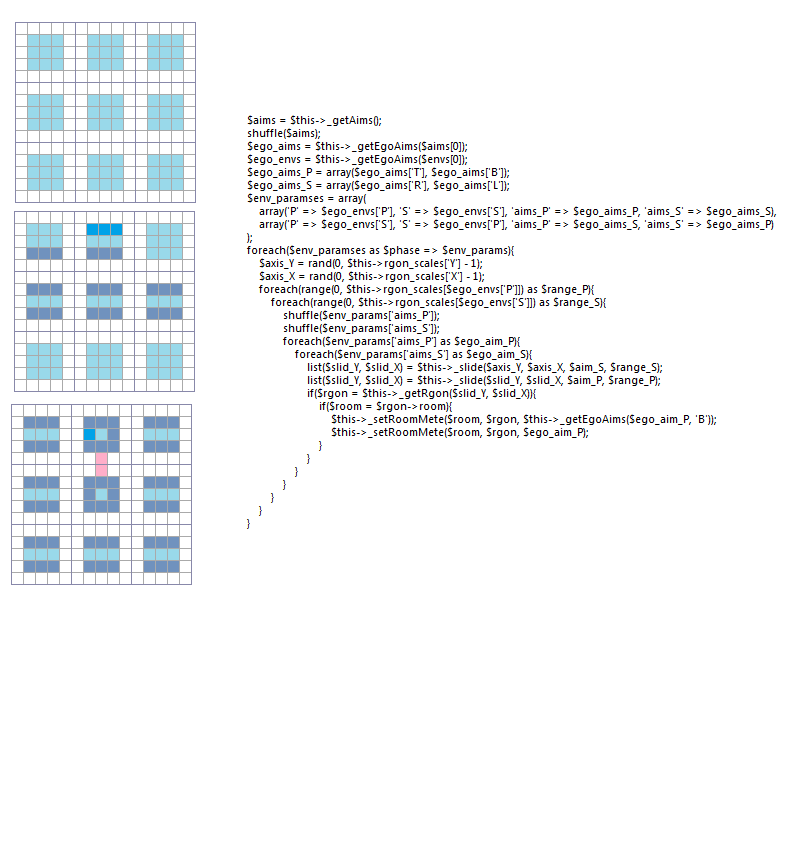 $aims = $this->_getAims();
shuffle($aims);
$ego_aims = $this->_getEgoAims($aims[0]);
$ego_envs = $this->_getEgoAims($envs[0]);
$ego_aims_P = array($ego_aims['T'], $ego_aims['B']);
$ego_aims_S = array($ego_aims['R'], $ego_aims['L']);
$env_paramses = array(
array('P' => $ego_envs['P'], 'S' => $ego_envs['S'], 'aims_P' => $ego_aims_P, 'aims_S' => $ego_aims_S),
array('P' => $ego_envs['S'], 'S' => $ego_envs['P'], 'aims_P' => $ego_aims_S, 'aims_S' => $ego_aims_P)
);
foreach($env_paramses as $phase => $env_params){
$axis_Y = rand(0, $this->rgon_scales['Y'] - 1);
$axis_X = rand(0, $this->rgon_scales['X'] - 1);
foreach(range(0, $this->rgon_scales[$ego_envs['P']]) as $range_P){
foreach(range(0, $this->rgon_scales[$ego_envs['S']]) as $range_S){
shuffle($env_params['aims_P']);
shuffle($env_params['aims_S']);
foreach($env_params['aims_P'] as $ego_aim_P){
foreach($env_params['aims_S'] as $ego_aim_S){
list($slid_Y, $slid_X) = $this->_slide($axis_Y, $axis_X, $aim_S, $range_S);
list($slid_Y, $slid_X) = $this->_slide($slid_Y, $slid_X, $aim_P, $range_P);
if($rgon = $this->_getRgon($slid_Y, $slid_X)){
if($room = $rgon->room){
$this->_setRoomMete($room, $rgon, $this->_getEgoAims($ego_aim_P, 'B'));
$this->_setRoomMete($room, $rgon, $ego_aim_P);
}
}
}
}
}
}
}